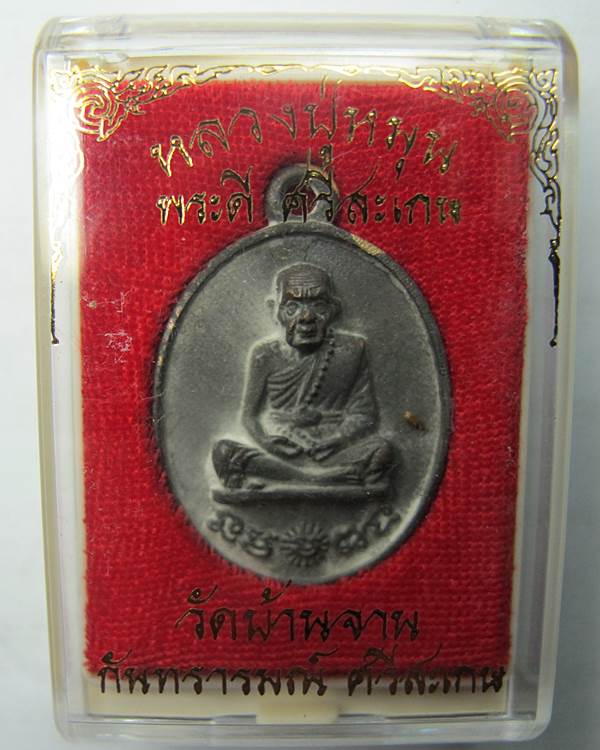 หลวงปู่หมุน
พระดี ศรีสะเกษ
วัดบ้านจาน
กันทรารมณ์ ศรีสะเกษ